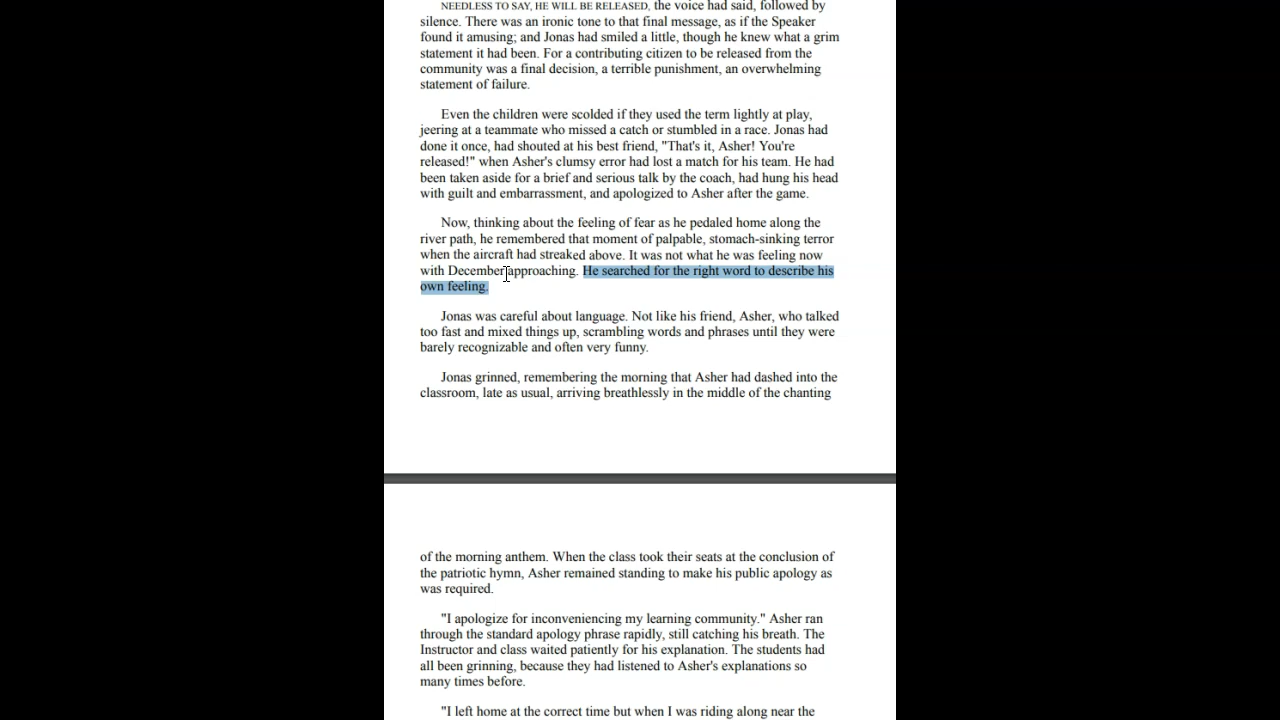 NEEDLESS TO SAY, HE WILL BE RELEASED, the voice had said, followed by
silence. There was an ironic tone to that final message, as if the Speaker
found it amusing; and Jonas had smiled a little, though he knew what a grim
statement it had been. For a contributing citizen to be released from the
community was a final decision, a terrible punishment, an overwhelming
statement of failure.
Even the children were scolded if they used the term lightly at play,
jeering at a teammate who missed a catch or stumbled in a race. Jonas had
done it once, had shouted at his best friend, "That's it, Asher! You're
released!" when Asher's clumsy error had lost a match for his team. He had
been taken aside for a brief and serious talk by the coach, had hung his head
with guilt and embarrassment, and apologized to Asher after the game.
Now, thinking about the feeling of fear as he pedaled home along the
river path, he remembered that moment of palpable, stomach-sinking terror
when the aircraft had streaked above. It was not what he was feeling now
with December approaching. He searched for the right word to describe his
own feeling.
Jonas was careful about language. Not like his friend, Asher, who talked
too fast and mixed things up, scrambling words and phrases until they were
barely recognizable and often very funny.
Jonas grinned, remembering the morning that Asher had dashed into the
classroom, late as usual, arriving breathlessly in the middle of the chanting
of the morning anthem. When the class took their seats at the conclusion of
the patriotic hymn, Asher remained standing to make his public apology as
was required.
"I apologize for inconveniencing my learning community." Asher ran
through the standard apology phrase rapidly, still catching his breath. The
Instructor and class waited patiently for his explanation. The students had
all been grinning, because they had listened to Asher's explanations so
many times before.
"I left home at the correct time but when I was riding along near the